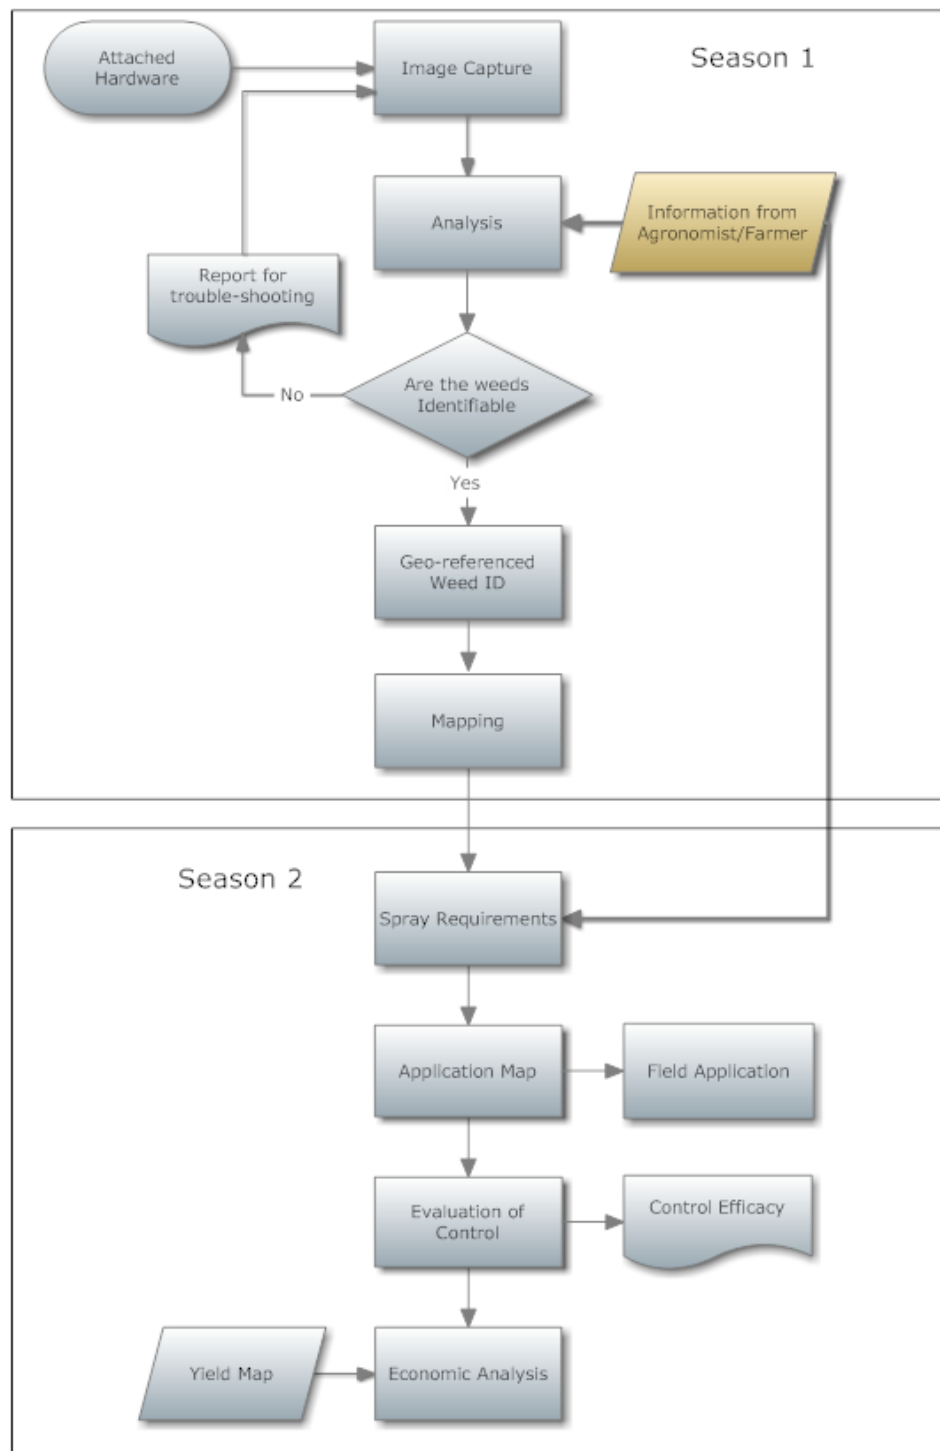 Season 1
Attached
Hardware
Image Capture
Analysis
Information from
Agronomist/Farmer
Report for
trouble-shooting
Are the weeds
Identifiable
No
Yes
Geo-referenced
Weed ID
Mapping
Season 2
Spray Requirements
Application Map
Field Application
Evaluation of
Control
Control Efficacy
Yield Map
Economic Analysis